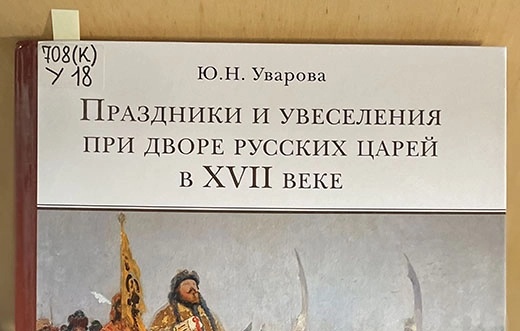 708(К)
У 18
Ю.Н. Уварова
Праздники и увеселения
при дворе русских царей
в XVII веке